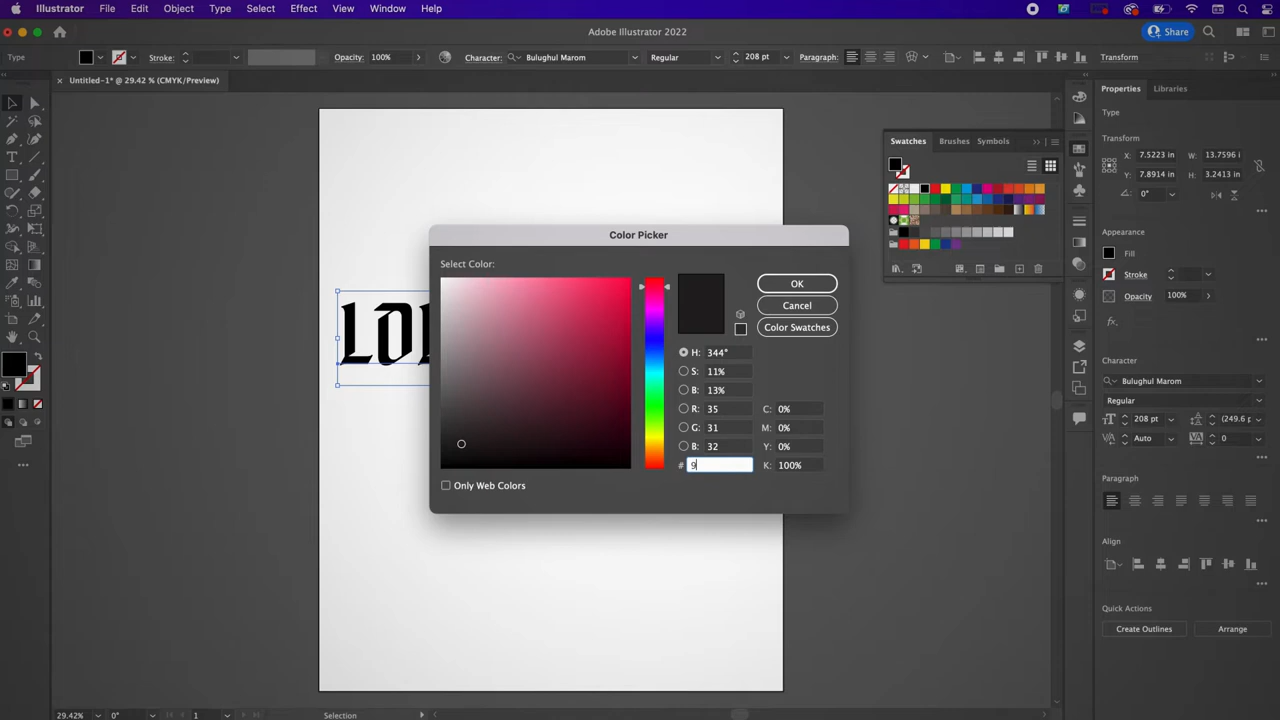 Illustrator File Edit Object Type Select Effect View Window Help
Adobe Illustrator 2022
Share
Type Stroke: Opacity: 100% Character: Bulughul Marom Regular 208 pt Paragraph: Transform
Untitled-1* @ 29.42 % (CMYK/Preview)
Properties Libraries
Type
Transform
X: 7.5223 in W: 13.7596 i
Y: 7.8914 in H: 3.2413 in
0°
Swatches Brushes Symbols
Appearance
Fill
Stroke
Opacity 100%
fx.
Character
Bulughul Marom
Regular
208 pt (249.6 p
Auto 0
Paragraph
Align
Quick Actions
Create Outlines Arrange
Color Picker
Select Color:
OK
Cancel
Color Swatches
H: 344°
S: 11%
B: 13%
R: 35 C: 0%
G: 31 M: 0%
B: 32 Y: 0%
# 9 K: 100%
Only Web Colors
29.42% 0° 1 Selection